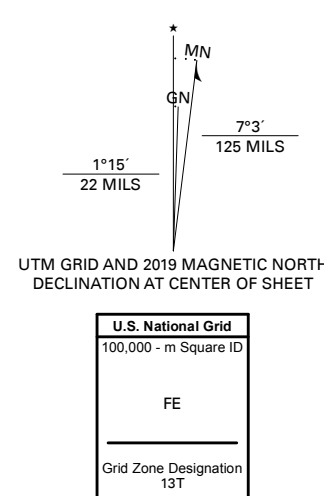 ★
MN
GN
7°3´
125 MILS
1°15´
22 MILS
UTM GRID AND 2019 MAGNETIC NORTH
DECLINATION AT CENTER OF SHEET
U.S. National Grid
100,000 - m Square ID
FE
Grid Zone Designation
13T